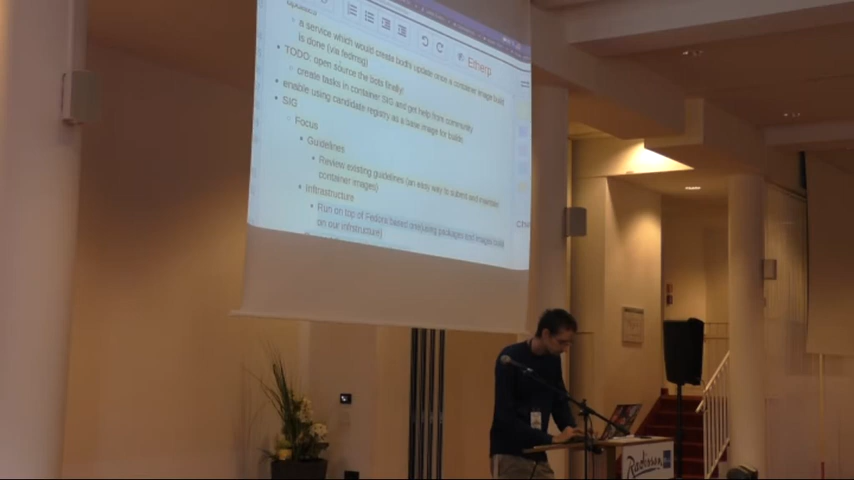 Etherp
a service which would create bodhi update once a container image build
is done (via fedmsg)
TODO: open source the bots finally!
create tasks in container SIG and get help from community
enable using candidate registry as a base image for builds
SIG
Focus
Guidelines
Review existing guidelines (an easy way to submit and maintain
container images)
Infrastructure
Run on top of Fedora based one(using packages and images build
on our infrstructure)
Radisson